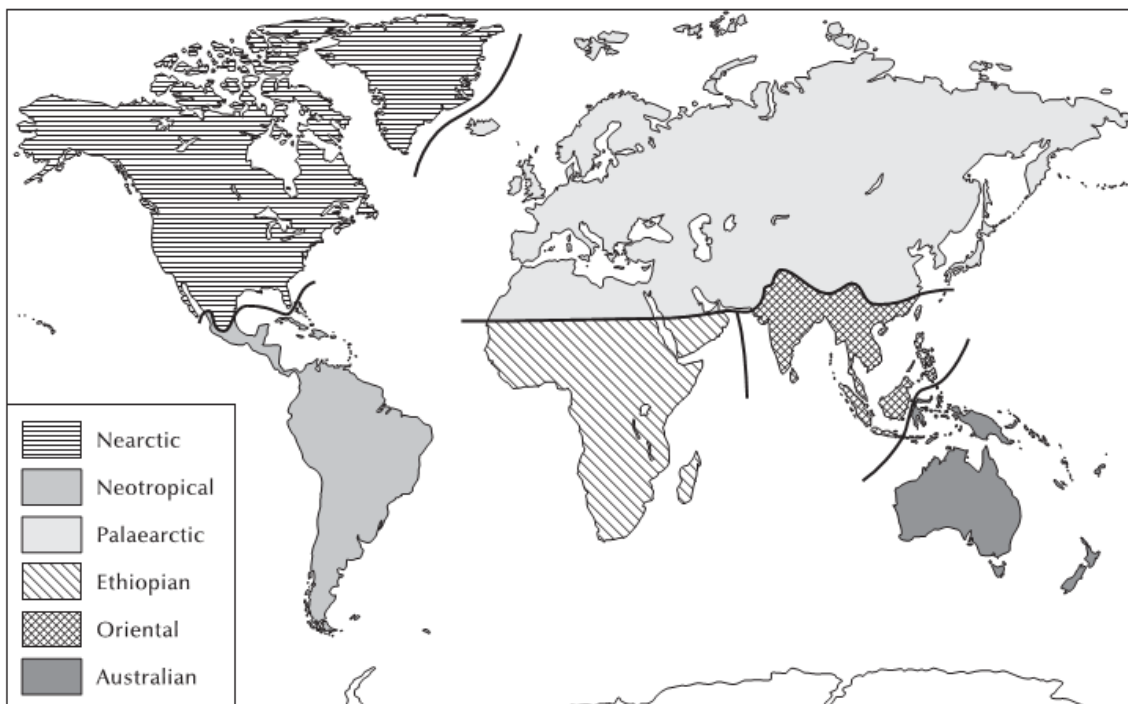 Nearctic
Neotropical
Palaearctic
Ethiopian
Oriental
Australian